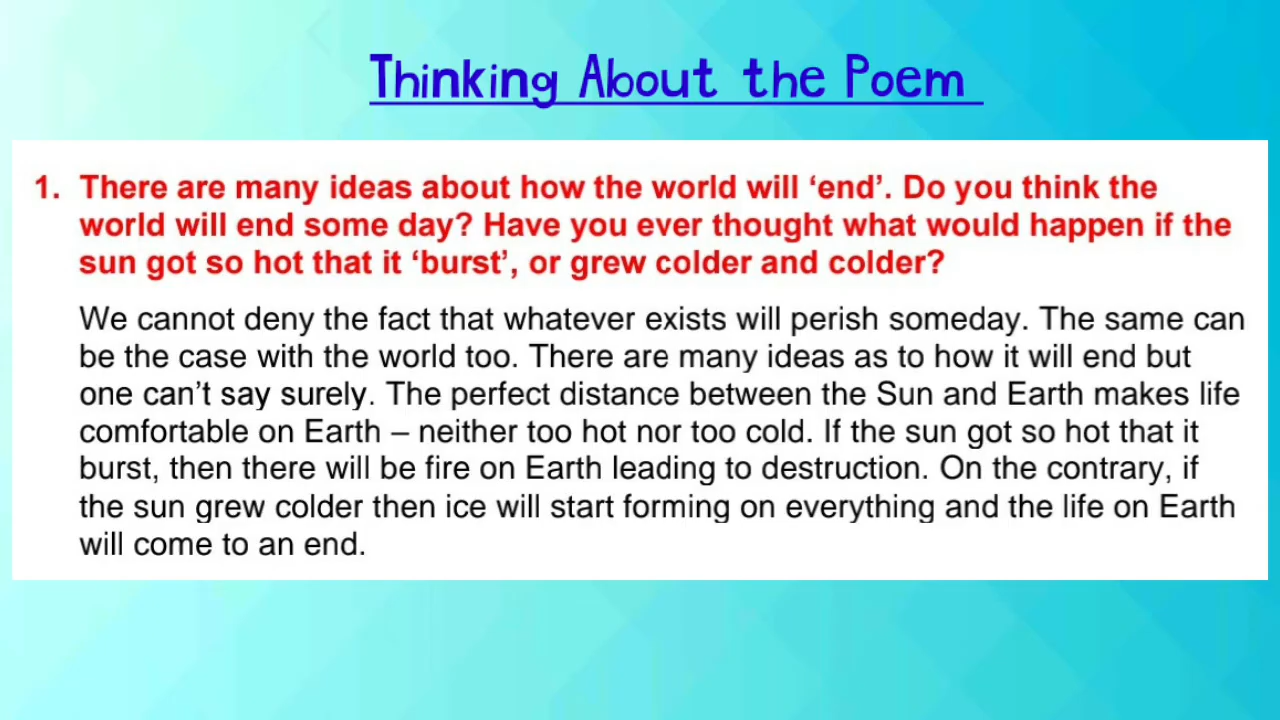 Thinking About the Poem
1. There are many ideas about how the world will ‘end’. Do you think the
world will end some day? Have you ever thought what would happen if the
sun got so hot that it ‘burst’, or grew colder and colder?
We cannot deny the fact that whatever exists will perish someday. The same can
be the case with the world too. There are many ideas as to how it will end but
one can’t say surely. The perfect distance between the Sun and Earth makes life
comfortable on Earth – neither too hot nor too cold. If the sun got so hot that it
burst, then there will be fire on Earth leading to destruction. On the contrary, if
the sun grew colder then ice will start forming on everything and the life on Earth
will come to an end.